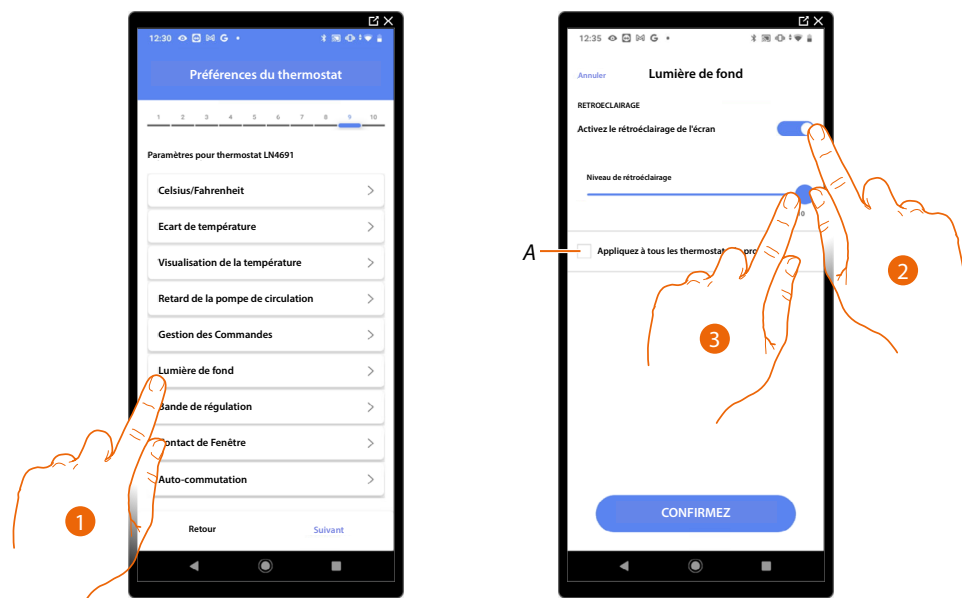 12:30
Préférences du thermostat
1 2 3 4 5 6 7 8 9 10
Paramètres pour thermostat LN4691
Celsius/Fahrenheit
Ecart de température
Visualisation de la température
Retard de la pompe de circulation
Gestion des Commandes
Lumière de fond
Bande de régulation
Contact de Fenêtre
Auto-commutation
Retour Suivant
1
12:35
Annuler Lumière de fond
RETROECLAIRAGE
Activez le rétroéclairage de l'écran
Niveau de rétroéclairage
A
Appliquez à tous les
2
3
CONFIRMEZ